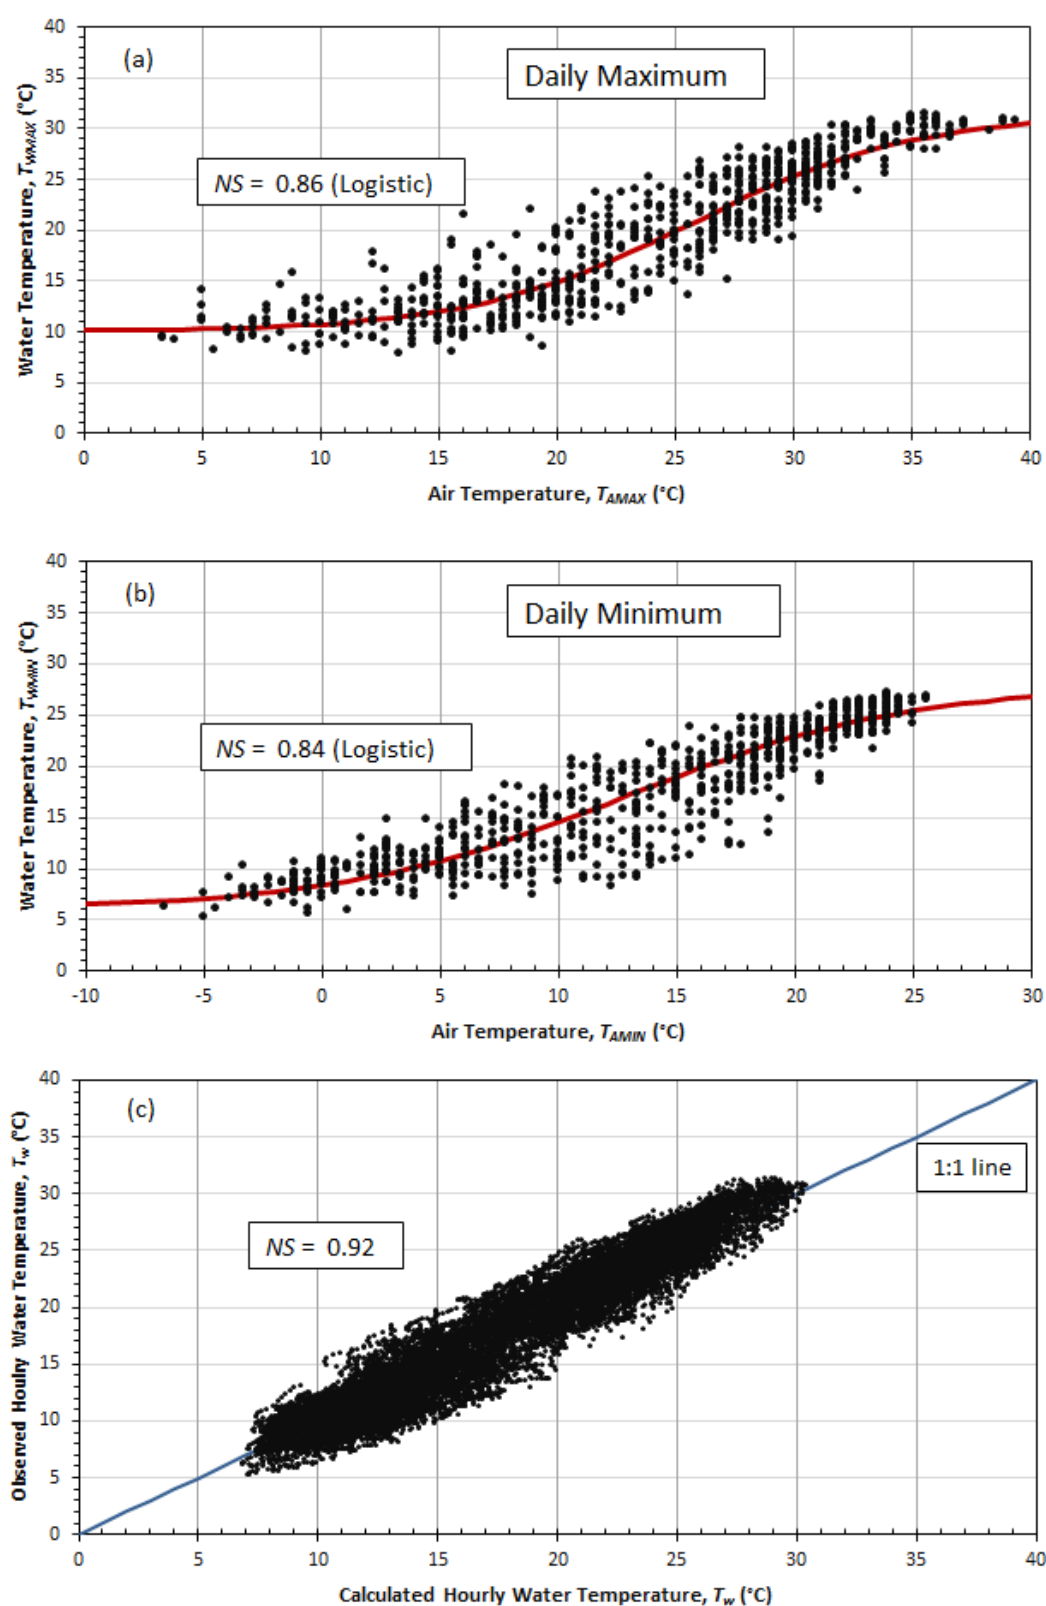 (a)
Daily Maximum
NS = 0.86 (Logistic)
Water Temperature, TWMAX (°C)
40
35
30
25
20
15
10
5
0
0 5 10 15 20 25 30 35 40
Air Temperature, TAMAX (°C)
(b)
Daily Minimum
NS = 0.84 (Logistic)
Water Temperature, TWMIN (°C)
40
35
30
25
20
15
10
5
0
-10 -5 0 5 10 15 20 25 30
Air Temperature, TAMIN (°C)
(c)
1:1 line
NS = 0.92
Observed Houlry Water Temperature, Tw (°C)
40
35
30
25
20
15
10
5
0
0 5 10 15 20 25 30 35 40
Calculated Hourly Water Temperature, Tw (°C)